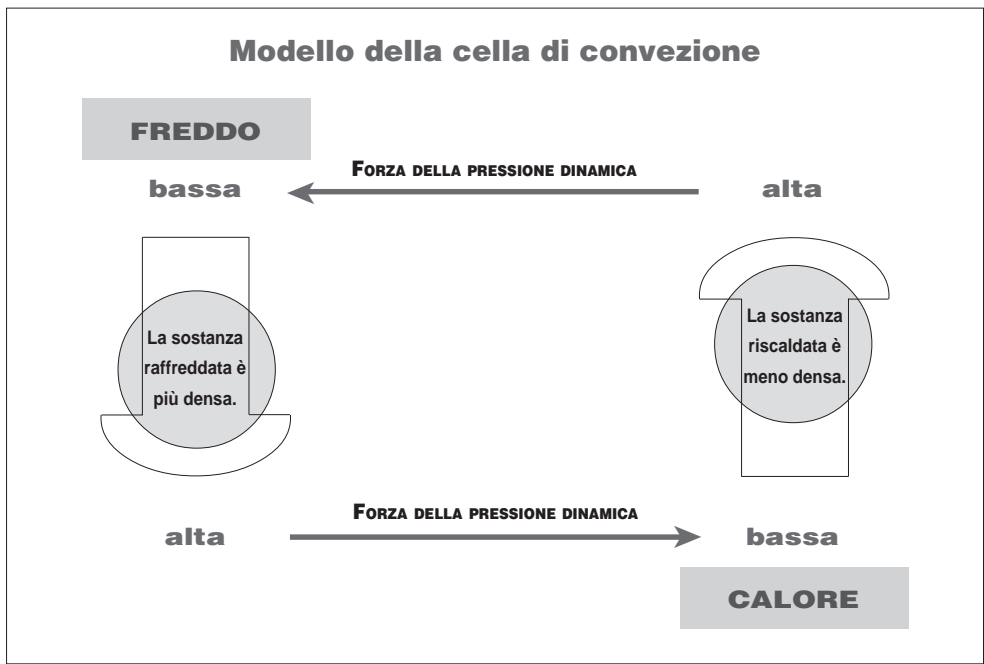 Modello della cella di convezione
FREDDO
FORZA DELLA PRESSIONE DINAMICA
bassa
alta
La sostanza
raffreddata è
più densa.
La sostanza
riscaldata è
meno densa.
FORZA DELLA PRESSIONE DINAMICA
alta
bassa
CALORE